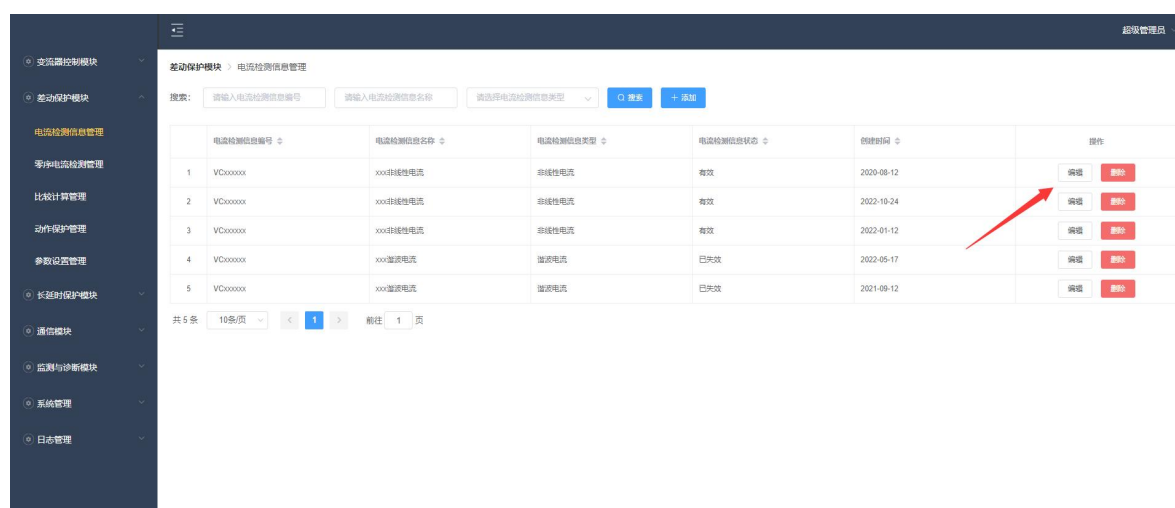 超级管理员
变流器控制模块
差动保护模块
电流检测信息管理
零序电流检测管理
比较计算管理
动作保护管理
参数设置管理
长延时保护模块
通信模块
监测与诊断模块
系统管理
日志管理
差动保护模块 > 电流检测信息管理
搜索: 请输入电流检测信息编号 请输入电流检测信息名称 请选择电流检测信息类型 搜索 + 添加
电流检测信息编号 电流检测信息名称 电流检测信息类型 电流检测信息状态 创建时间 操作
1 VCxxxxxx xxx非线性电流 非线性电流 有效 2020-08-12 编辑 删除
2 VCxxxxxx xxx非线性电流 非线性电流 有效 2022-10-24 编辑 删除
3 VCxxxxxx xxx非线性电流 非线性电流 有效 2022-01-12 编辑 删除
4 VCxxxxxx xxx谐波电流 谐波电流 已失效 2022-05-17 编辑 删除
5 VCxxxxxx xxx谐波电流 谐波电流 已失效 2021-09-12 编辑 删除
共 5 条 10条/页 < 1 > 前往 1 页